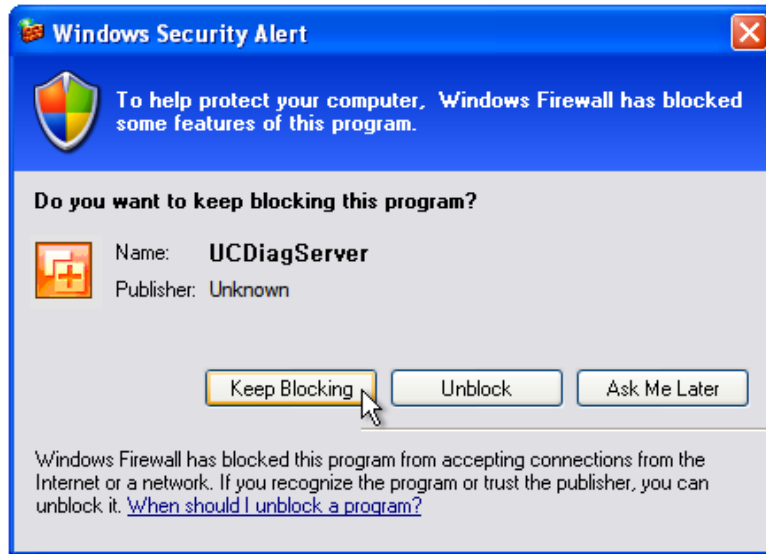 Windows Security Alert
To help protect your computer, Windows Firewall has blocked
some features of this program.
Do you want to keep blocking this program?
Name: UCDiagServer
Publisher: Unknown
Keep Blocking Unblock Ask Me Later
Windows Firewall has blocked this program from accepting connections from the
Internet or a network. If you recognize the program or trust the publisher, you can
unblock it. When should I unblock a program?